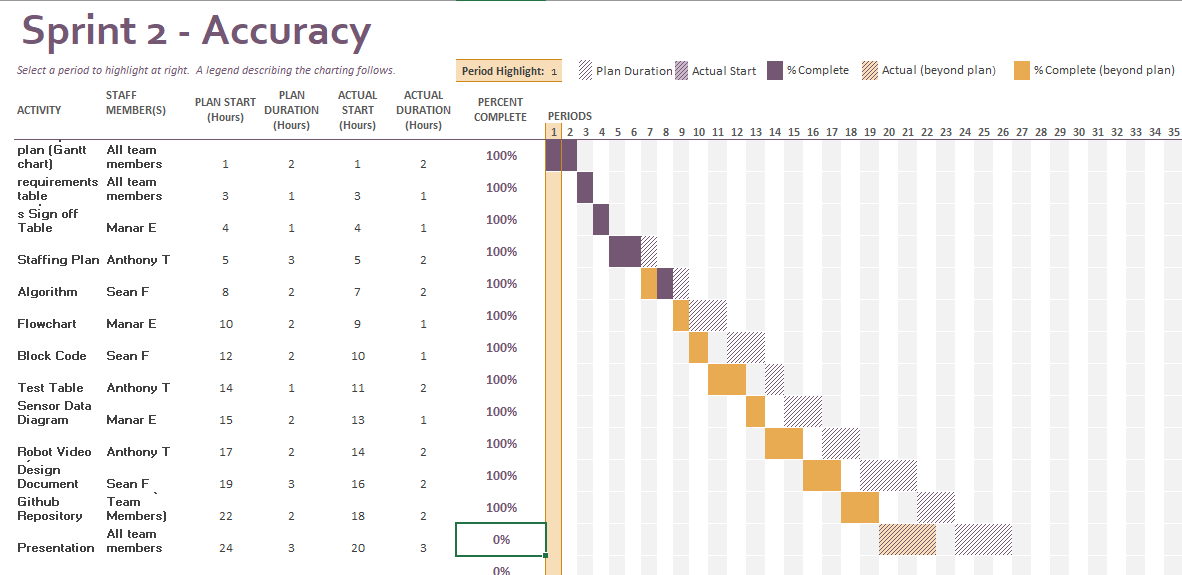 Sprint 2 - Accuracy
Select a period to highlight at right. A legend describing the charting follows.
Period Highlight: 1
Plan Duration
Actual Start
% Complete
Actual (beyond plan)
% Complete (beyond plan)
ACTIVITY
STAFF
MEMBER(S)
PLAN START
(Hours)
PLAN
DURATION
(Hours)
ACTUAL
START
(Hours)
ACTUAL
DURATION
(Hours)
PERCENT
COMPLETE
PERIODS
1 2 3 4 5 6 7 8 9 10 11 12 13 14 15 16 17 18 19 20 21 22 23 24 25 26 27 28 29 30 31 32 33 34 35
plan (Gantt
chart)
All team
members
1 2 1 2 100%
requirements
table
All team
members
3 1 3 1 100%
s Sign off
Table
Manar E 4 1 4 1 100%
Staffing Plan Anthony T 5 3 5 2 100%
Algorithm Sean F 8 2 7 2 100%
Flowchart Manar E 10 2 9 1 100%
Block Code Sean F 12 2 10 1 100%
Test Table Anthony T 14 1 11 2 100%
Sensor Data
Diagram
Manar E 15 2 13 1 100%
Robot Video Anthony T 17 2 14 2 100%
Design
Document
Sean F 19 3 16 2 100%
Github
Repository
Team
Members)
22 2 18 2 100%
Presentation
All team
members
24 3 20 3 0%
0%